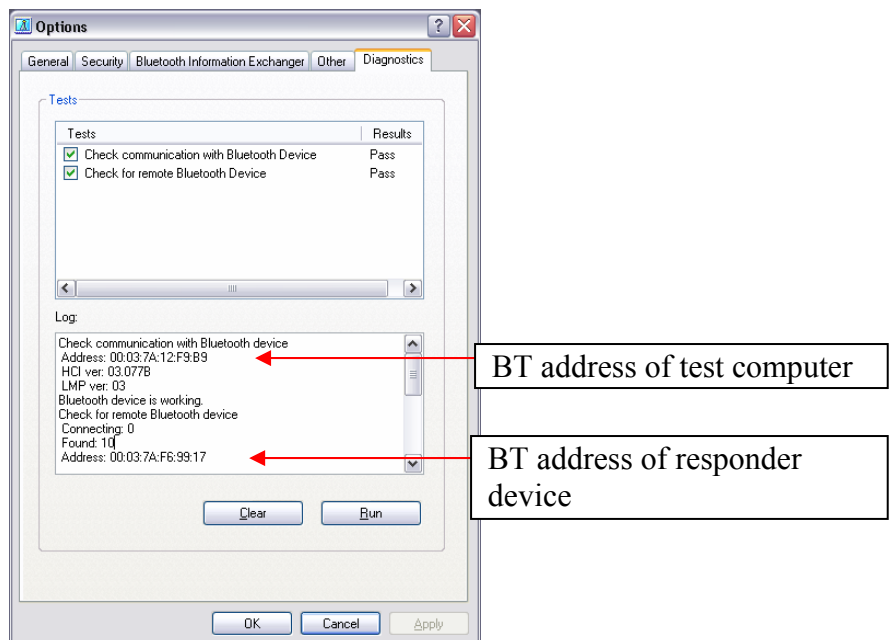 Options
General Security Bluetooth Information Exchanger Other Diagnostics
Tests
Tests Results
Check communication with Bluetooth Device Pass
Check for remote Bluetooth Device Pass
Log:
Check communication with Bluetooth device
Address: 00:03:7A:12:F9:B9
HCI ver: 03.077B
LMP ver: 03
Bluetooth device is working.
Check for remote Bluetooth device
Connecting: 0
Found: 10
Address: 00:03:7A:F6:99:17
Clear Run
OK Cancel Apply
BT address of test computer
BT address of responder
device